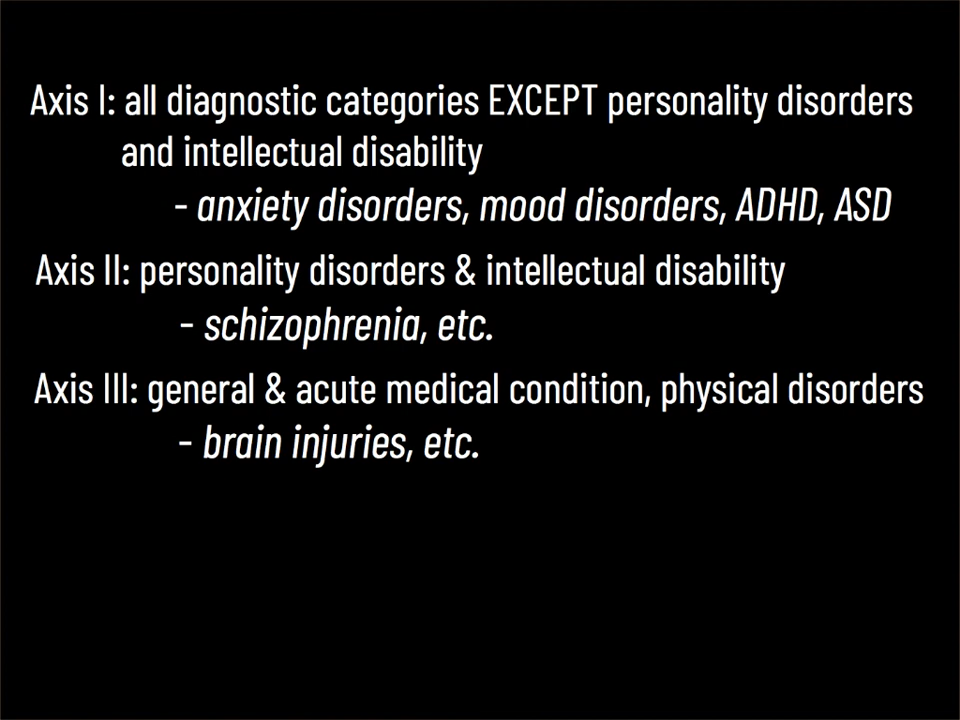 Axis I: all diagnostic categories EXCEPT personality disorders
and intellectual disability
- anxiety disorders, mood disorders, ADHD, ASD
Axis II: personality disorders & intellectual disability
- schizophrenia, etc.
Axis III: general & acute medical condition, physical disorders
- brain injuries, etc.